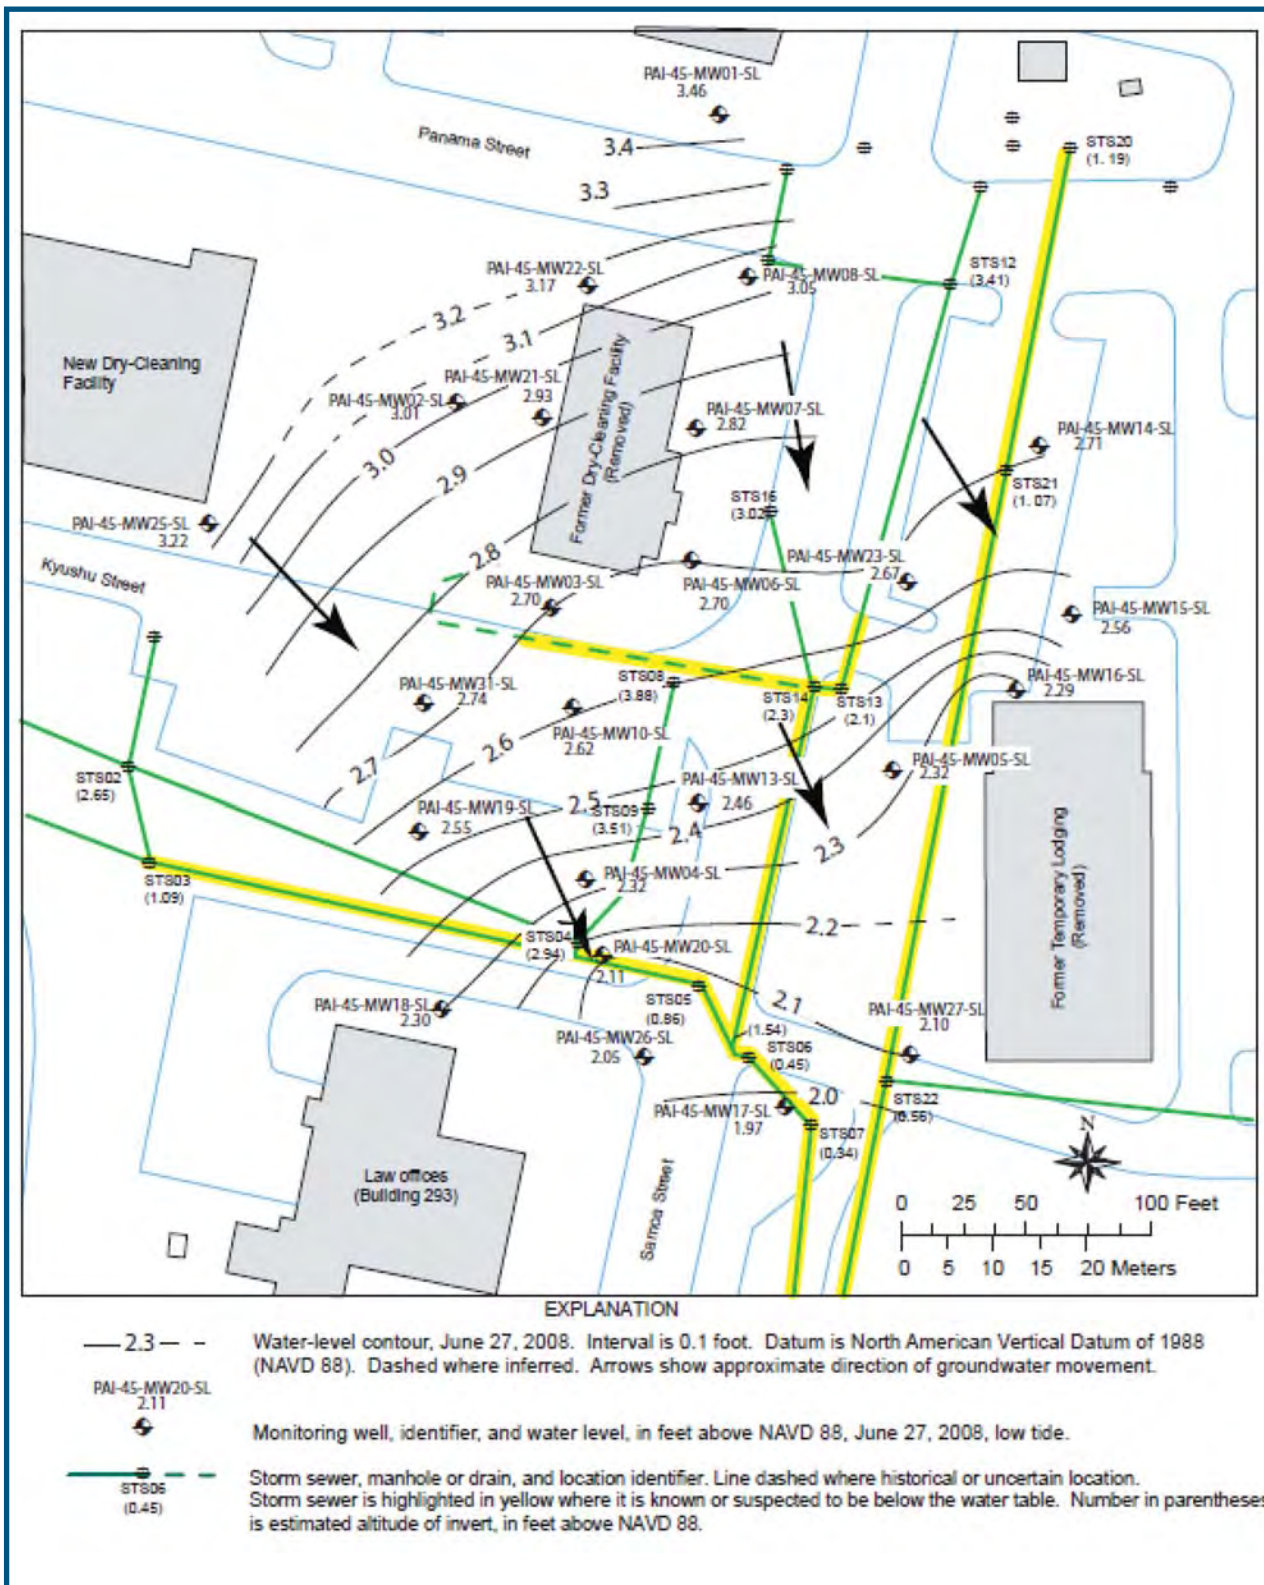 PAI-45-MW01-SL
3.46
Panama Street
3.4
STS20
(1. 19)
3.3
PAI-45-MW22-SL
3.17
PAI-45-MW08-SL
3.05
STS12
(3.41)
3.2
3.1
New Dry-Cleaning
Facility
PAI-45-MW21-SL
2.93
PAI-45-MW02-SL
3.01
Former Dry-Cleaning Facility
(Removed)
PAI-45-MW07-SL
2.82
PAI-45-MW14-SL
2.71
3.0
2.9
STS21
(1. 07)
STS16
(3.02)
PAI-45-MW25-SL
3.22
2.8
Kyushu Street
PAI-45-MW03-SL
2.70
PAI-45-MW06-SL
2.70
PAI-45-MW23-SL
2.67
PAI-45-MW15-SL
2.56
PAI-45-MW31-SL
2.74
STS08
(3.88)
STS14
(2.3)
STS13
(2.1)
PAI-45-MW16-SL
2.29
PAI-45-MW10-SL
2.62
2.6
2.7
STS02
(2.65)
PAI-45-MW05-SL
2.32
PAI-45-MW13-SL
2.46
2.5
PAI-45-MW19-SL
2.55
STS09
(3.51)
2.4
2.3
STS03
(1.09)
PAI-45-MW04-SL
2.32
Former Temporary Lodging
(Removed)
2.2
STS04
(2.94)
PAI-45-MW20-SL
2.11
STS05
(0.86)
2.1
PAI-45-MW18-SL
2.30
PAI-45-MW27-SL
2.10
(1.54)
PAI-45-MW26-SL
2.05
STS06
(0.45)
2.0
PAI-45-MW17-SL
1.97
STS22
(0.56)
STS07
(0.34)
N
Law offices
(Building 293)
Samoa Street
0 25 50 100 Feet
0 5 10 15 20 Meters
EXPLANATION
2.3
Water-level contour, June 27, 2008. Interval is 0.1 foot. Datum is North American Vertical Datum of 1988
(NAVD 88). Dashed where inferred. Arrows show approximate direction of groundwater movement.
PAI-45-MW20-SL
2.11
Monitoring well, identifier, and water level, in feet above NAVD 88, June 27, 2008, low tide.
STS06
(0.45)
Storm sewer, manhole or drain, and location identifier. Line dashed where historical or uncertain location.
Storm sewer is highlighted in yellow where it is known or suspected to be below the water table. Number in parentheses
is estimated altitude of invert, in feet above NAVD 88.